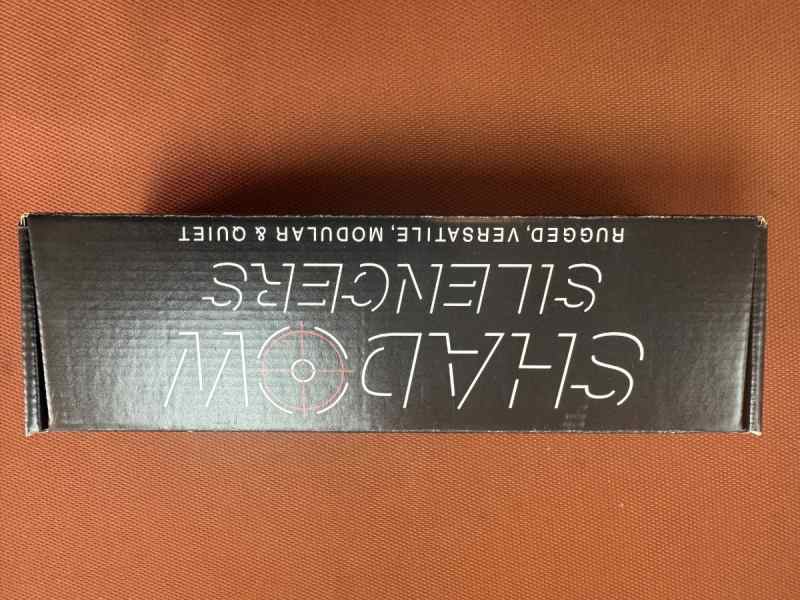 SHADOW
SILENCERS
RUGGED, VERSATILE, MODULAR & QUIET